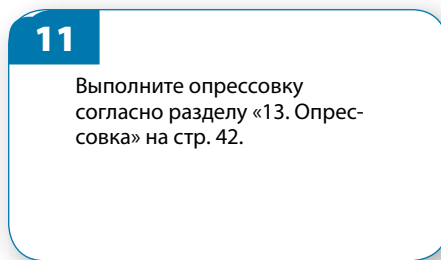 11
Выполните опрессовку
согласно разделу «13. Опрес-
совка» на стр. 42.